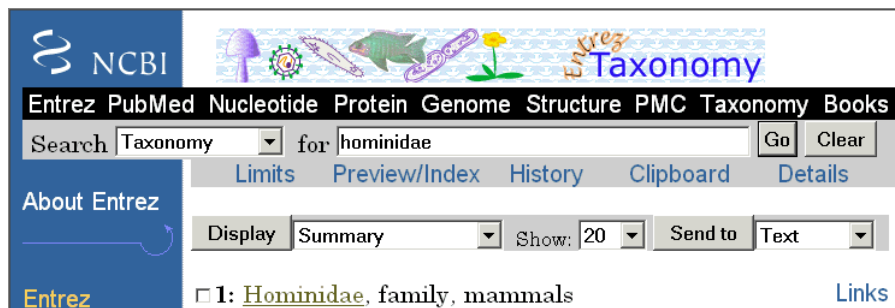 NCBI
Entrez Taxonomy
Entrez PubMed Nucleotide Protein Genome Structure PMC Taxonomy Books
Search Taxonomy for hominidae Go Clear
Limits Preview/Index History Clipboard Details
About Entrez
Display Summary Show: 20 Send to Text
Entrez
1: Hominidae, family, mammals Links